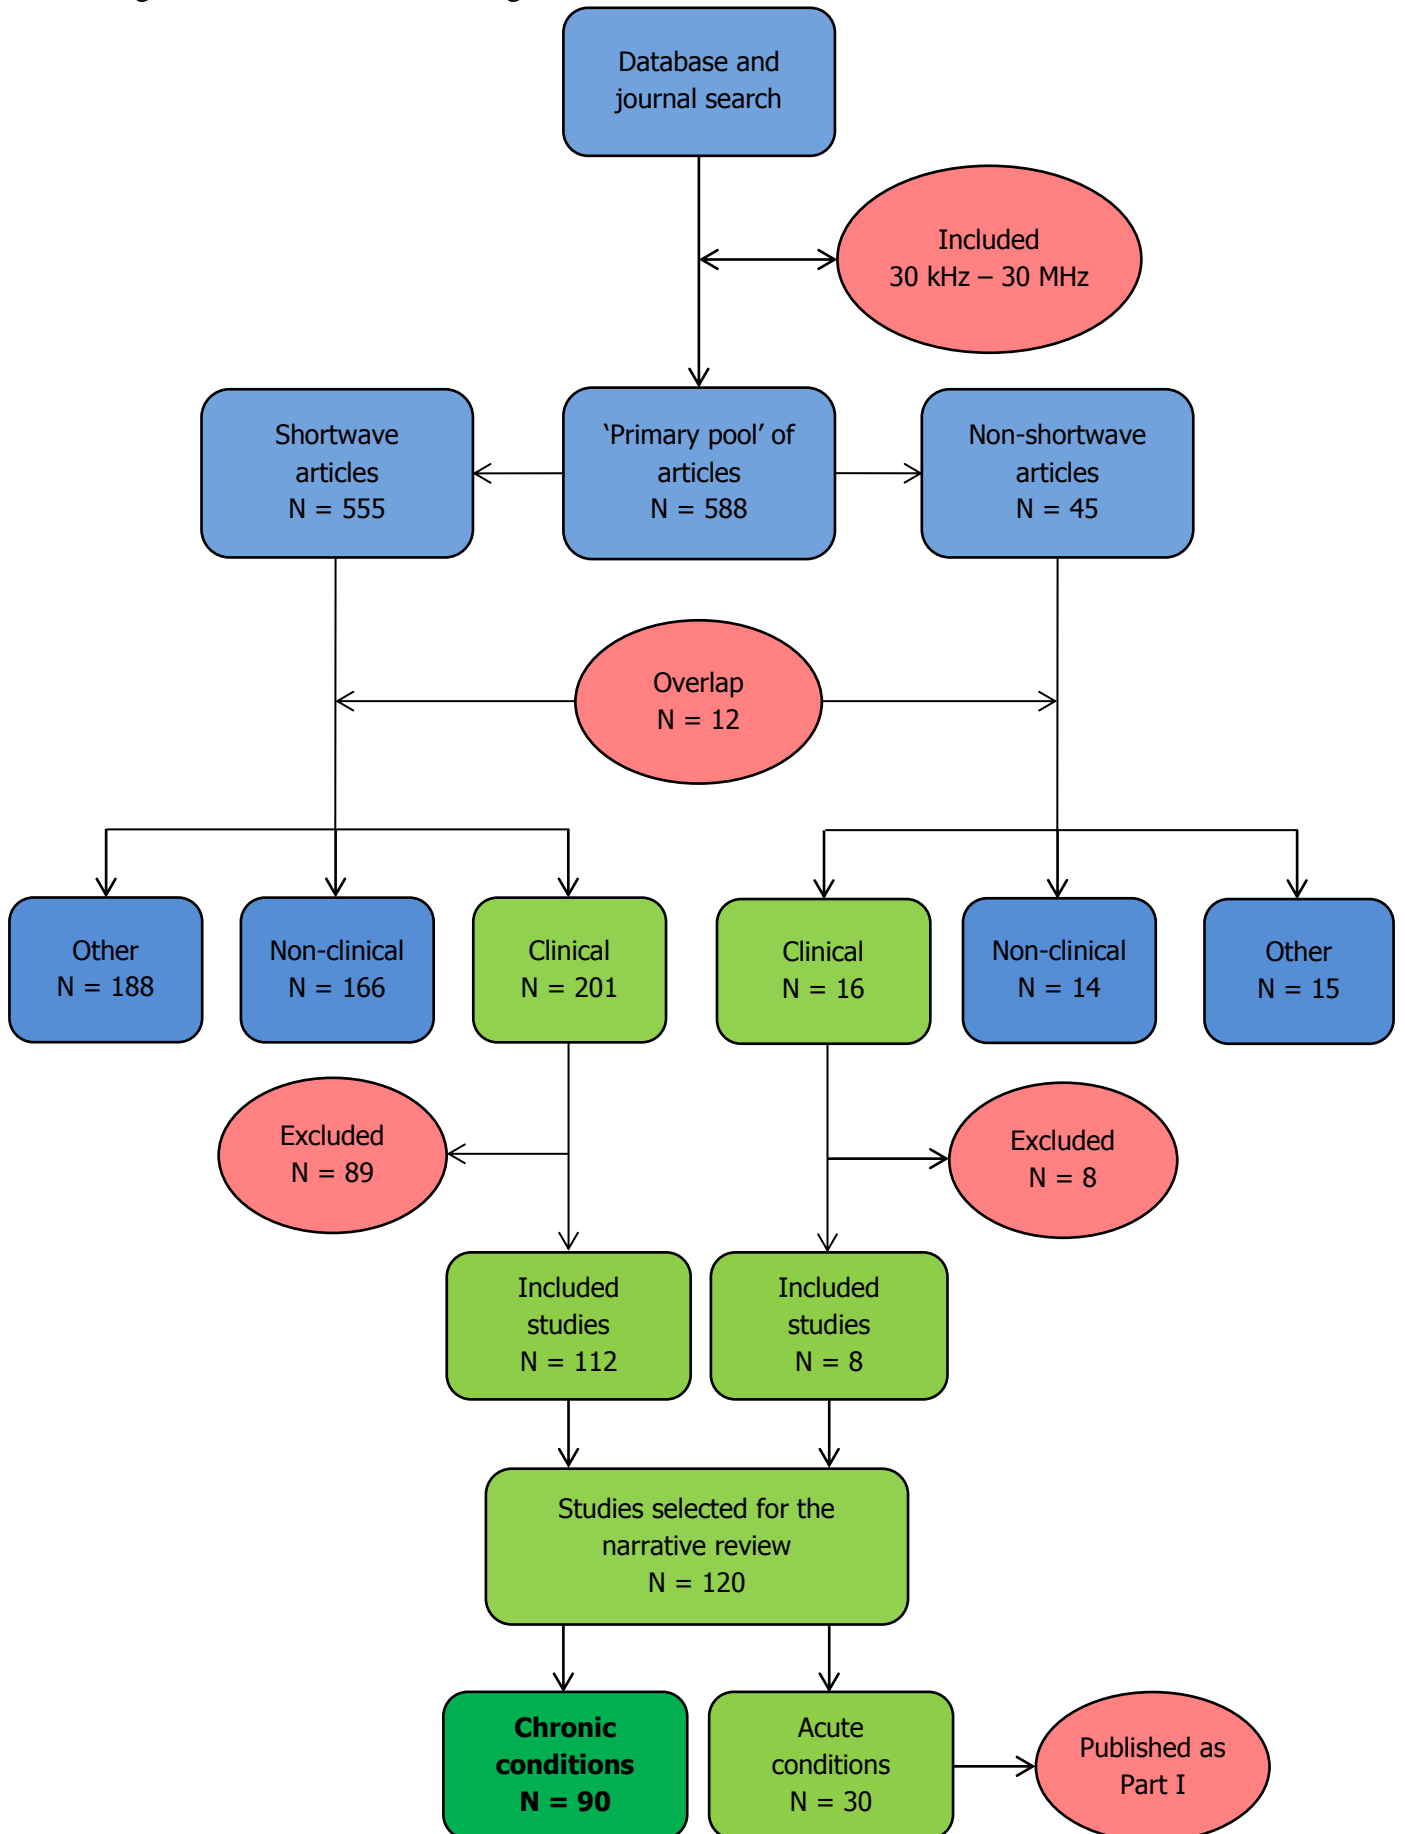 Database and
journal search
Included
30 kHz – 30 MHz
Shortwave
articles
N = 555
‘Primary pool’ of
articles
N = 588
Non-shortwave
articles
N = 45
Overlap
N = 12
Other
N = 188
Non-clinical
N = 166
Clinical
N = 201
Clinical
N = 16
Non-clinical
N = 14
Other
N = 15
Excluded
N = 89
Excluded
N = 8
Included
studies
N = 112
Included
studies
N = 8
Studies selected for the
narrative review
N = 120
Chronic
conditions
N = 90
Acute
conditions
N = 30
Published as
Part I